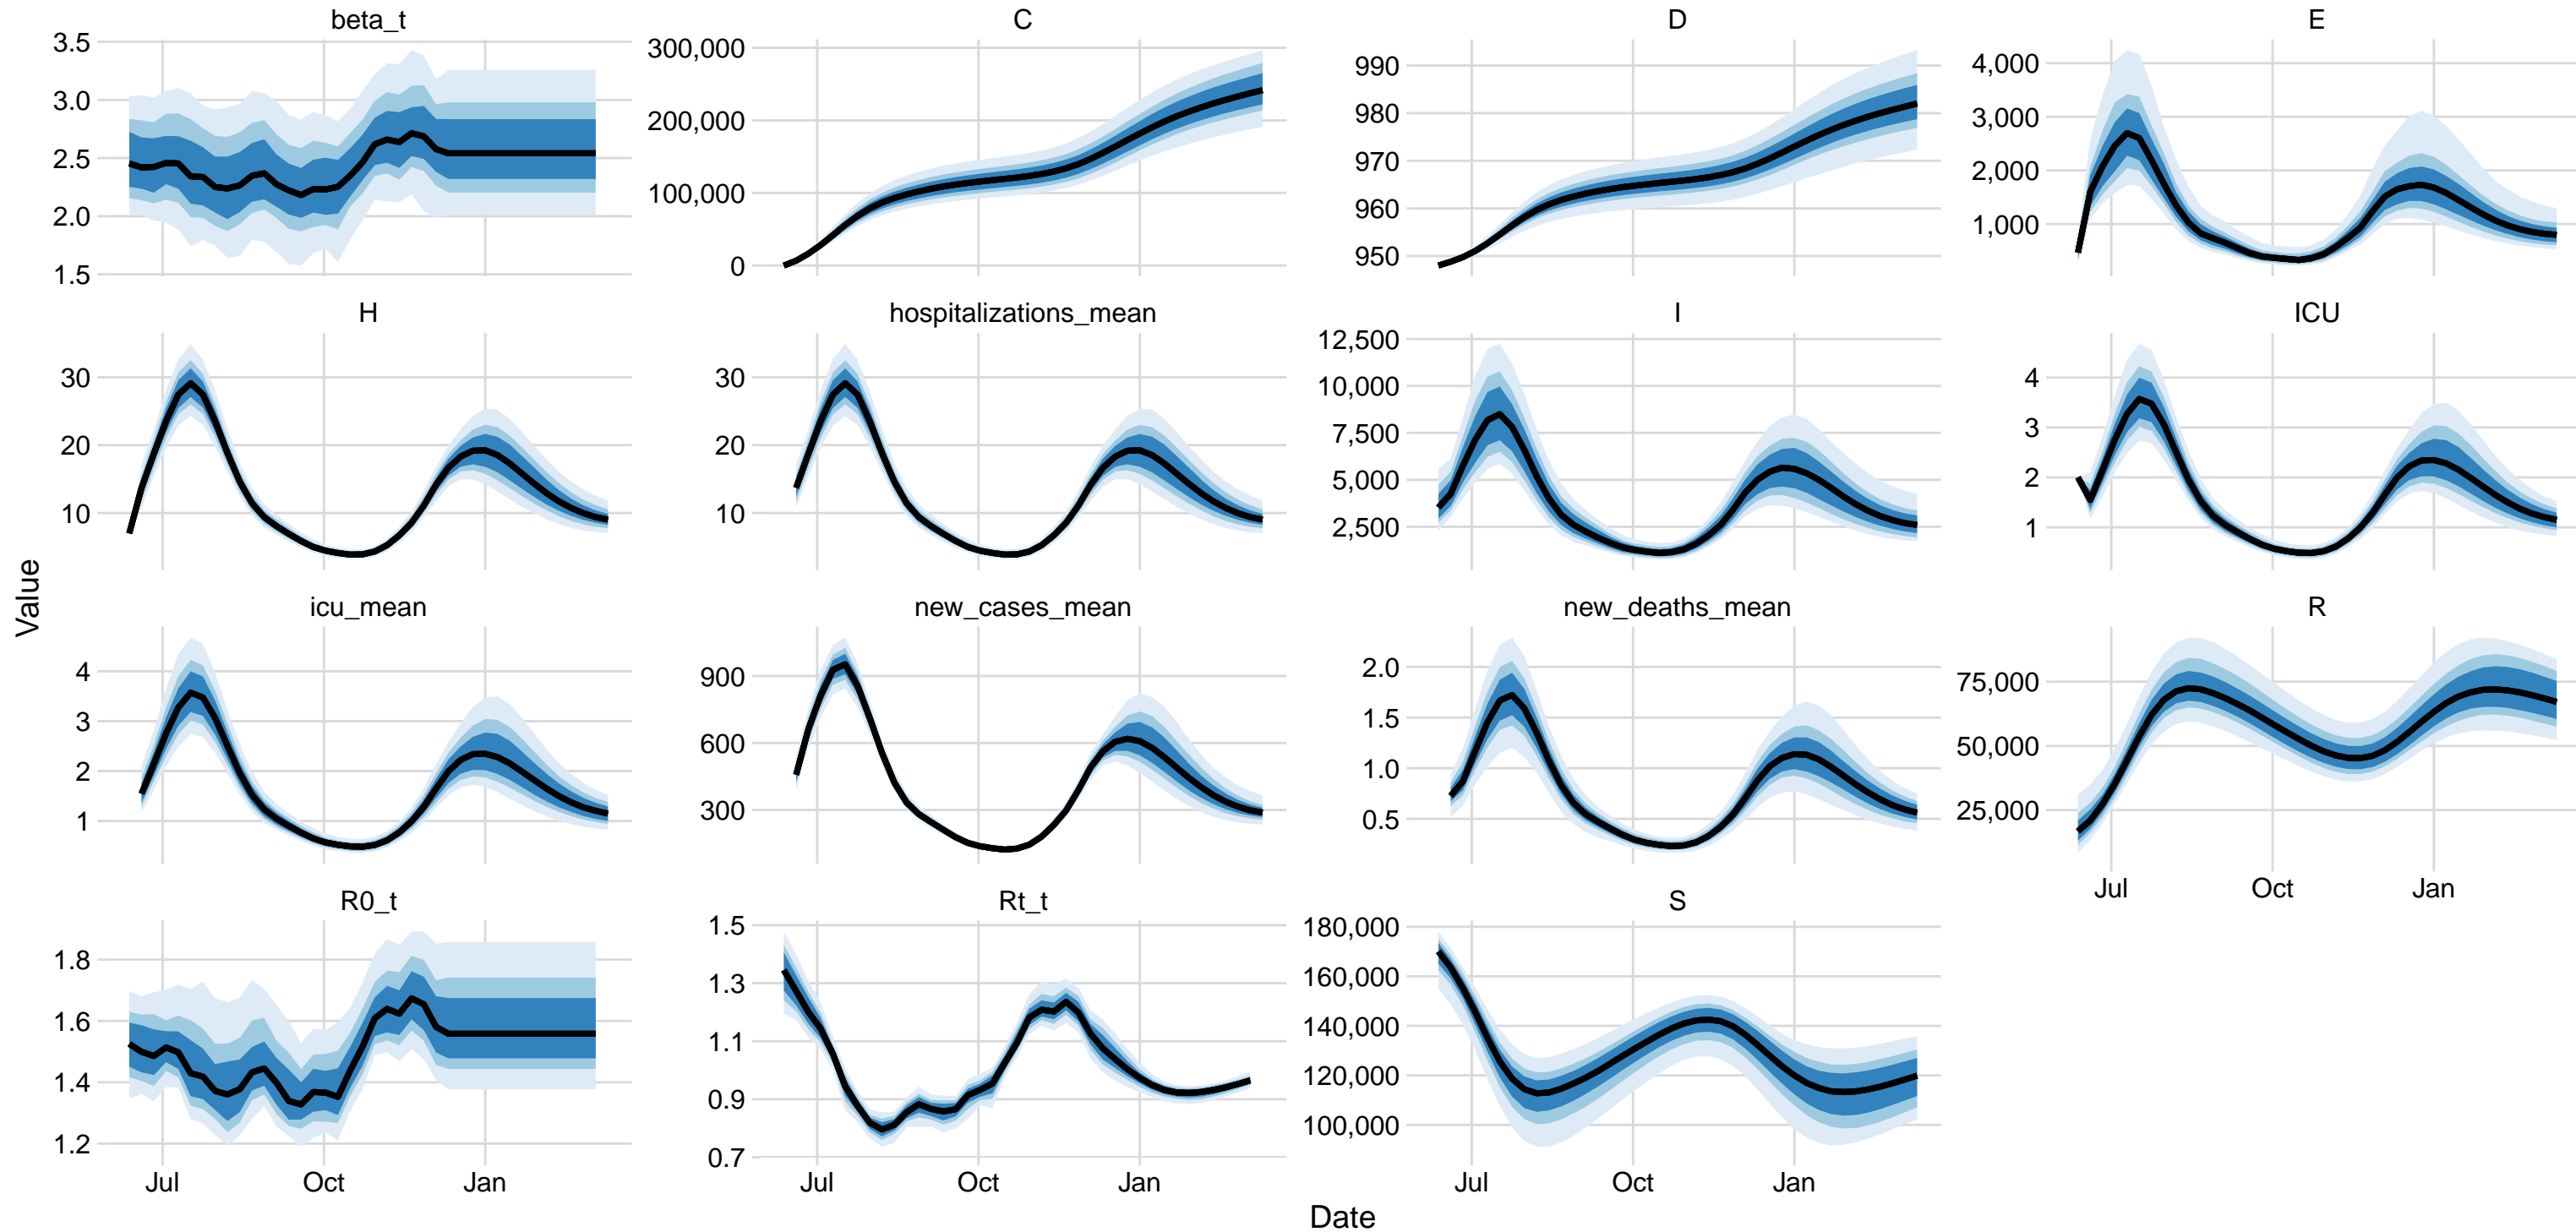 beta_t
3.5
3.0
2.5
2.0
1.5
C
300,000
200,000
100,000
0
D
990
980
970
960
950
E
4,000
3,000
2,000
1,000
H
30
20
10
hospitalizations_mean
30
20
10
I
12,500
10,000
7,500
5,000
2,500
ICU
4
3
2
1
Value
icu_mean
4
3
2
1
new_cases_mean
900
600
300
new_deaths_mean
2.0
1.5
1.0
0.5
R
75,000
50,000
25,000
Jul Oct Jan
R0_t
1.8
1.6
1.4
1.2
Jul Oct Jan
Rt_t
1.5
1.3
1.1
0.9
0.7
Jul Oct Jan
S
180,000
160,000
140,000
120,000
100,000
Jul Oct Jan
Date